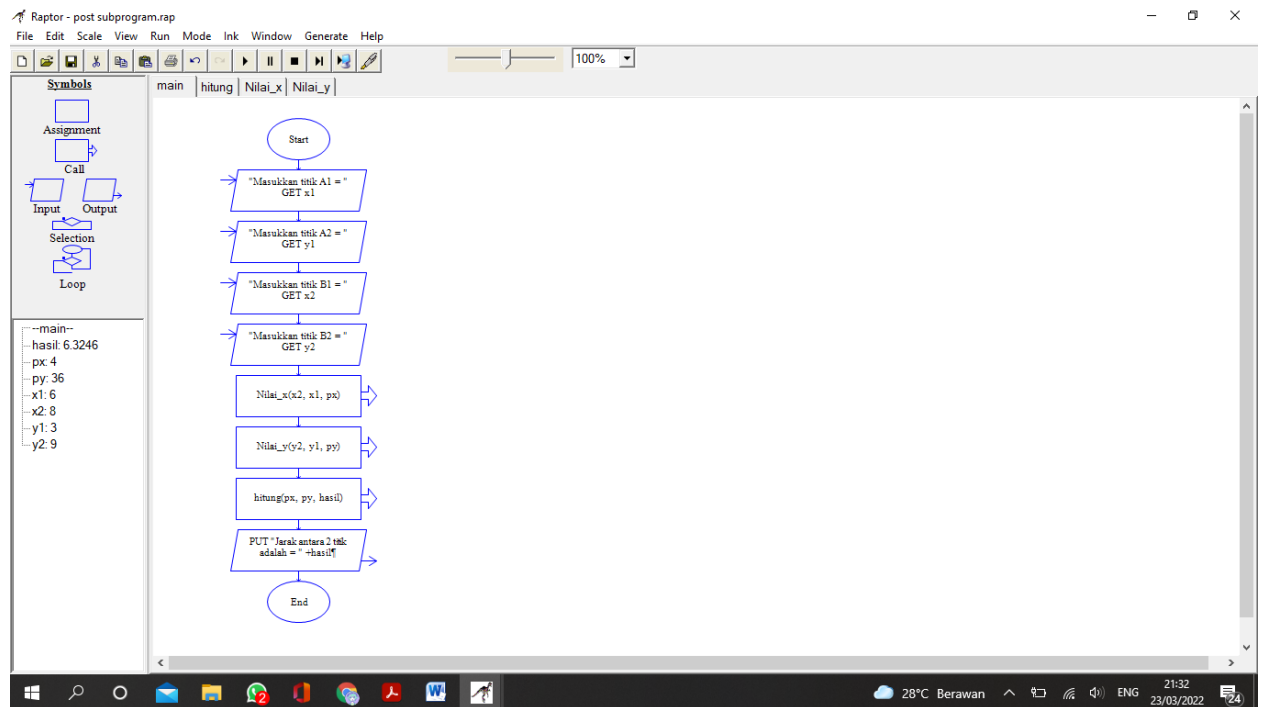 Raptor - post subprogram.rap
File Edit Scale View Run Mode Ink Window Generate Help
100%
Symbols
Assignment
Call
Input Output
Selection
Loop
--main--
hasil: 6.3246
px: 4
py: 36
x1: 6
x2: 8
y1: 3
y2: 9
main hitung Nilai_x Nilai_y
Start
"Masukkan titik A1 = "
GET x1
"Masukkan titik A2 = "
GET y1
"Masukkan titik B1 = "
GET x2
"Masukkan titik B2 = "
GET y2
Nilai_x(x2, x1, px)
Nilai_y(y2, y1, py)
hitung(px, py, hasil)
PUT "Jarak antara 2 titik
adalah = " +hasil¶
End
2
28°C Berawan
ENG
21:32
23/03/2022
24